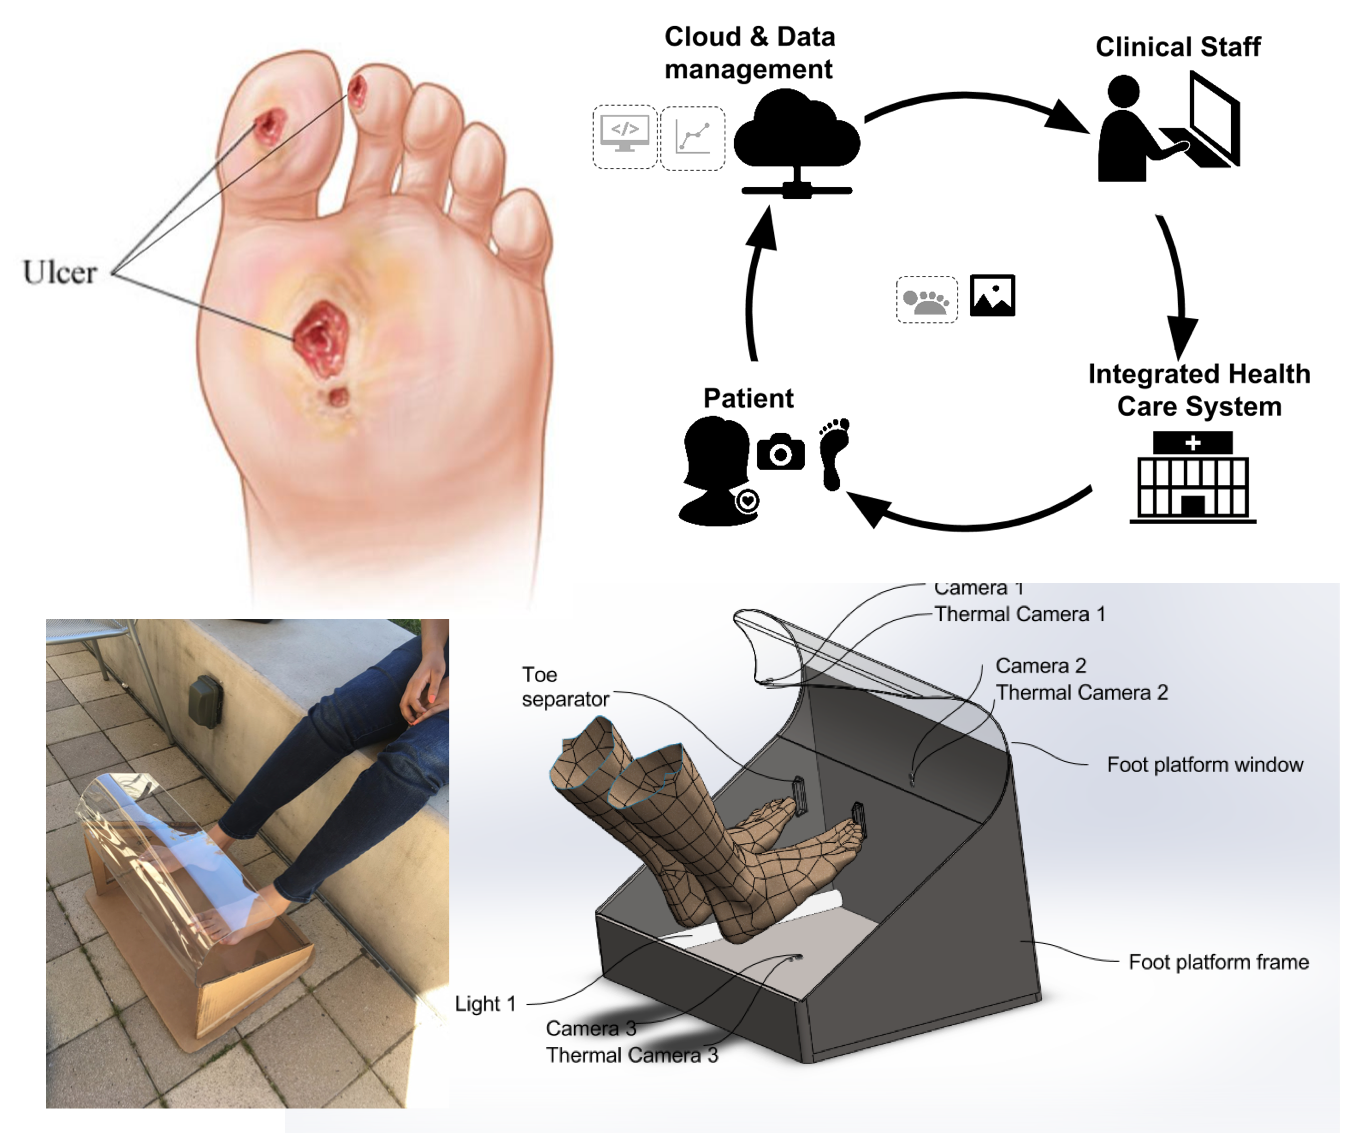 Cloud & Data
management
Clinical Staff
Ulcer
</>
Integrated Health
Care System
Patient
Camera 1
Thermal Camera 1
Toe
separator
Camera 2
Thermal Camera 2
Foot platform window
Foot platform frame
Light 1
Camera 3
Thermal Camera 3